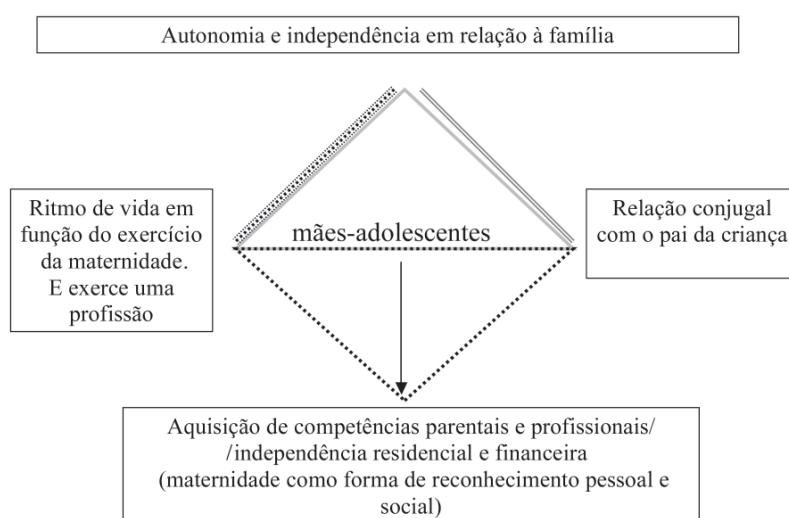 Autonomia e independência em relação à família
Ritmo de vida em
função do exercício
da maternidade.
E exerce uma
profissão
mães-adolescentes
Relação conjugal
com o pai da criança
Aquisição de competências parentais e profissionais/
/independência residencial e financeira
(maternidade como forma de reconhecimento pessoal e
social)